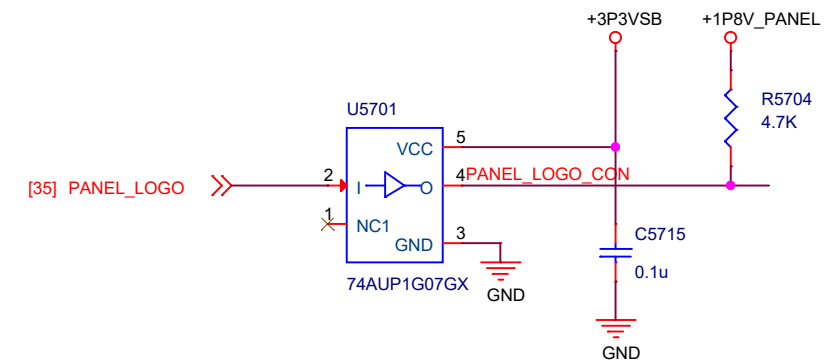 +3P3VSB
+1P8V_PANEL
U5701
R5704
4.7K
VCC
5
[35] PANEL_LOGO
2
I
O
4
PANEL_LOGO_CON
1
NC1
GND
3
C5715
0.1u
74AUP1G07GX
GND
GND